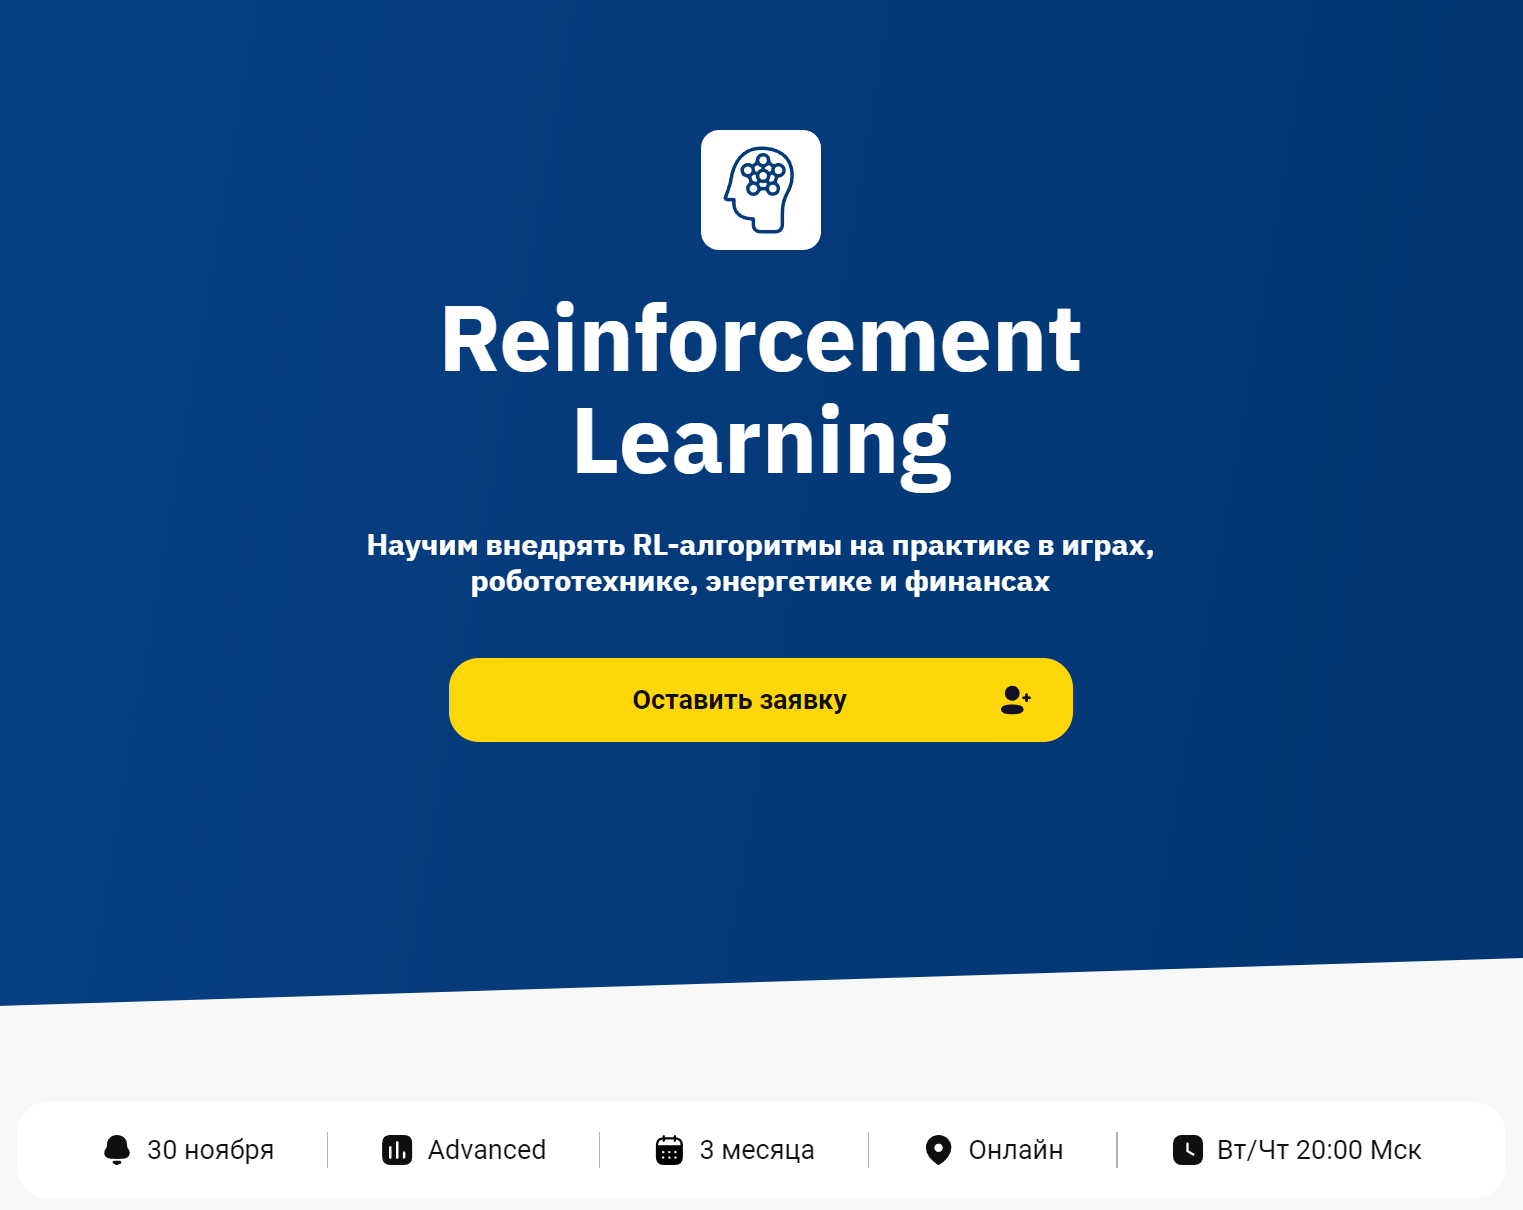 Reinforcement
Learning
Научим внедрять RL-алгоритмы на практике в играх,
робототехнике, энергетике и финансах
Оставить заявку
30 ноября
Advanced
3 месяца
Онлайн
Вт/Чт 20:00 Мск